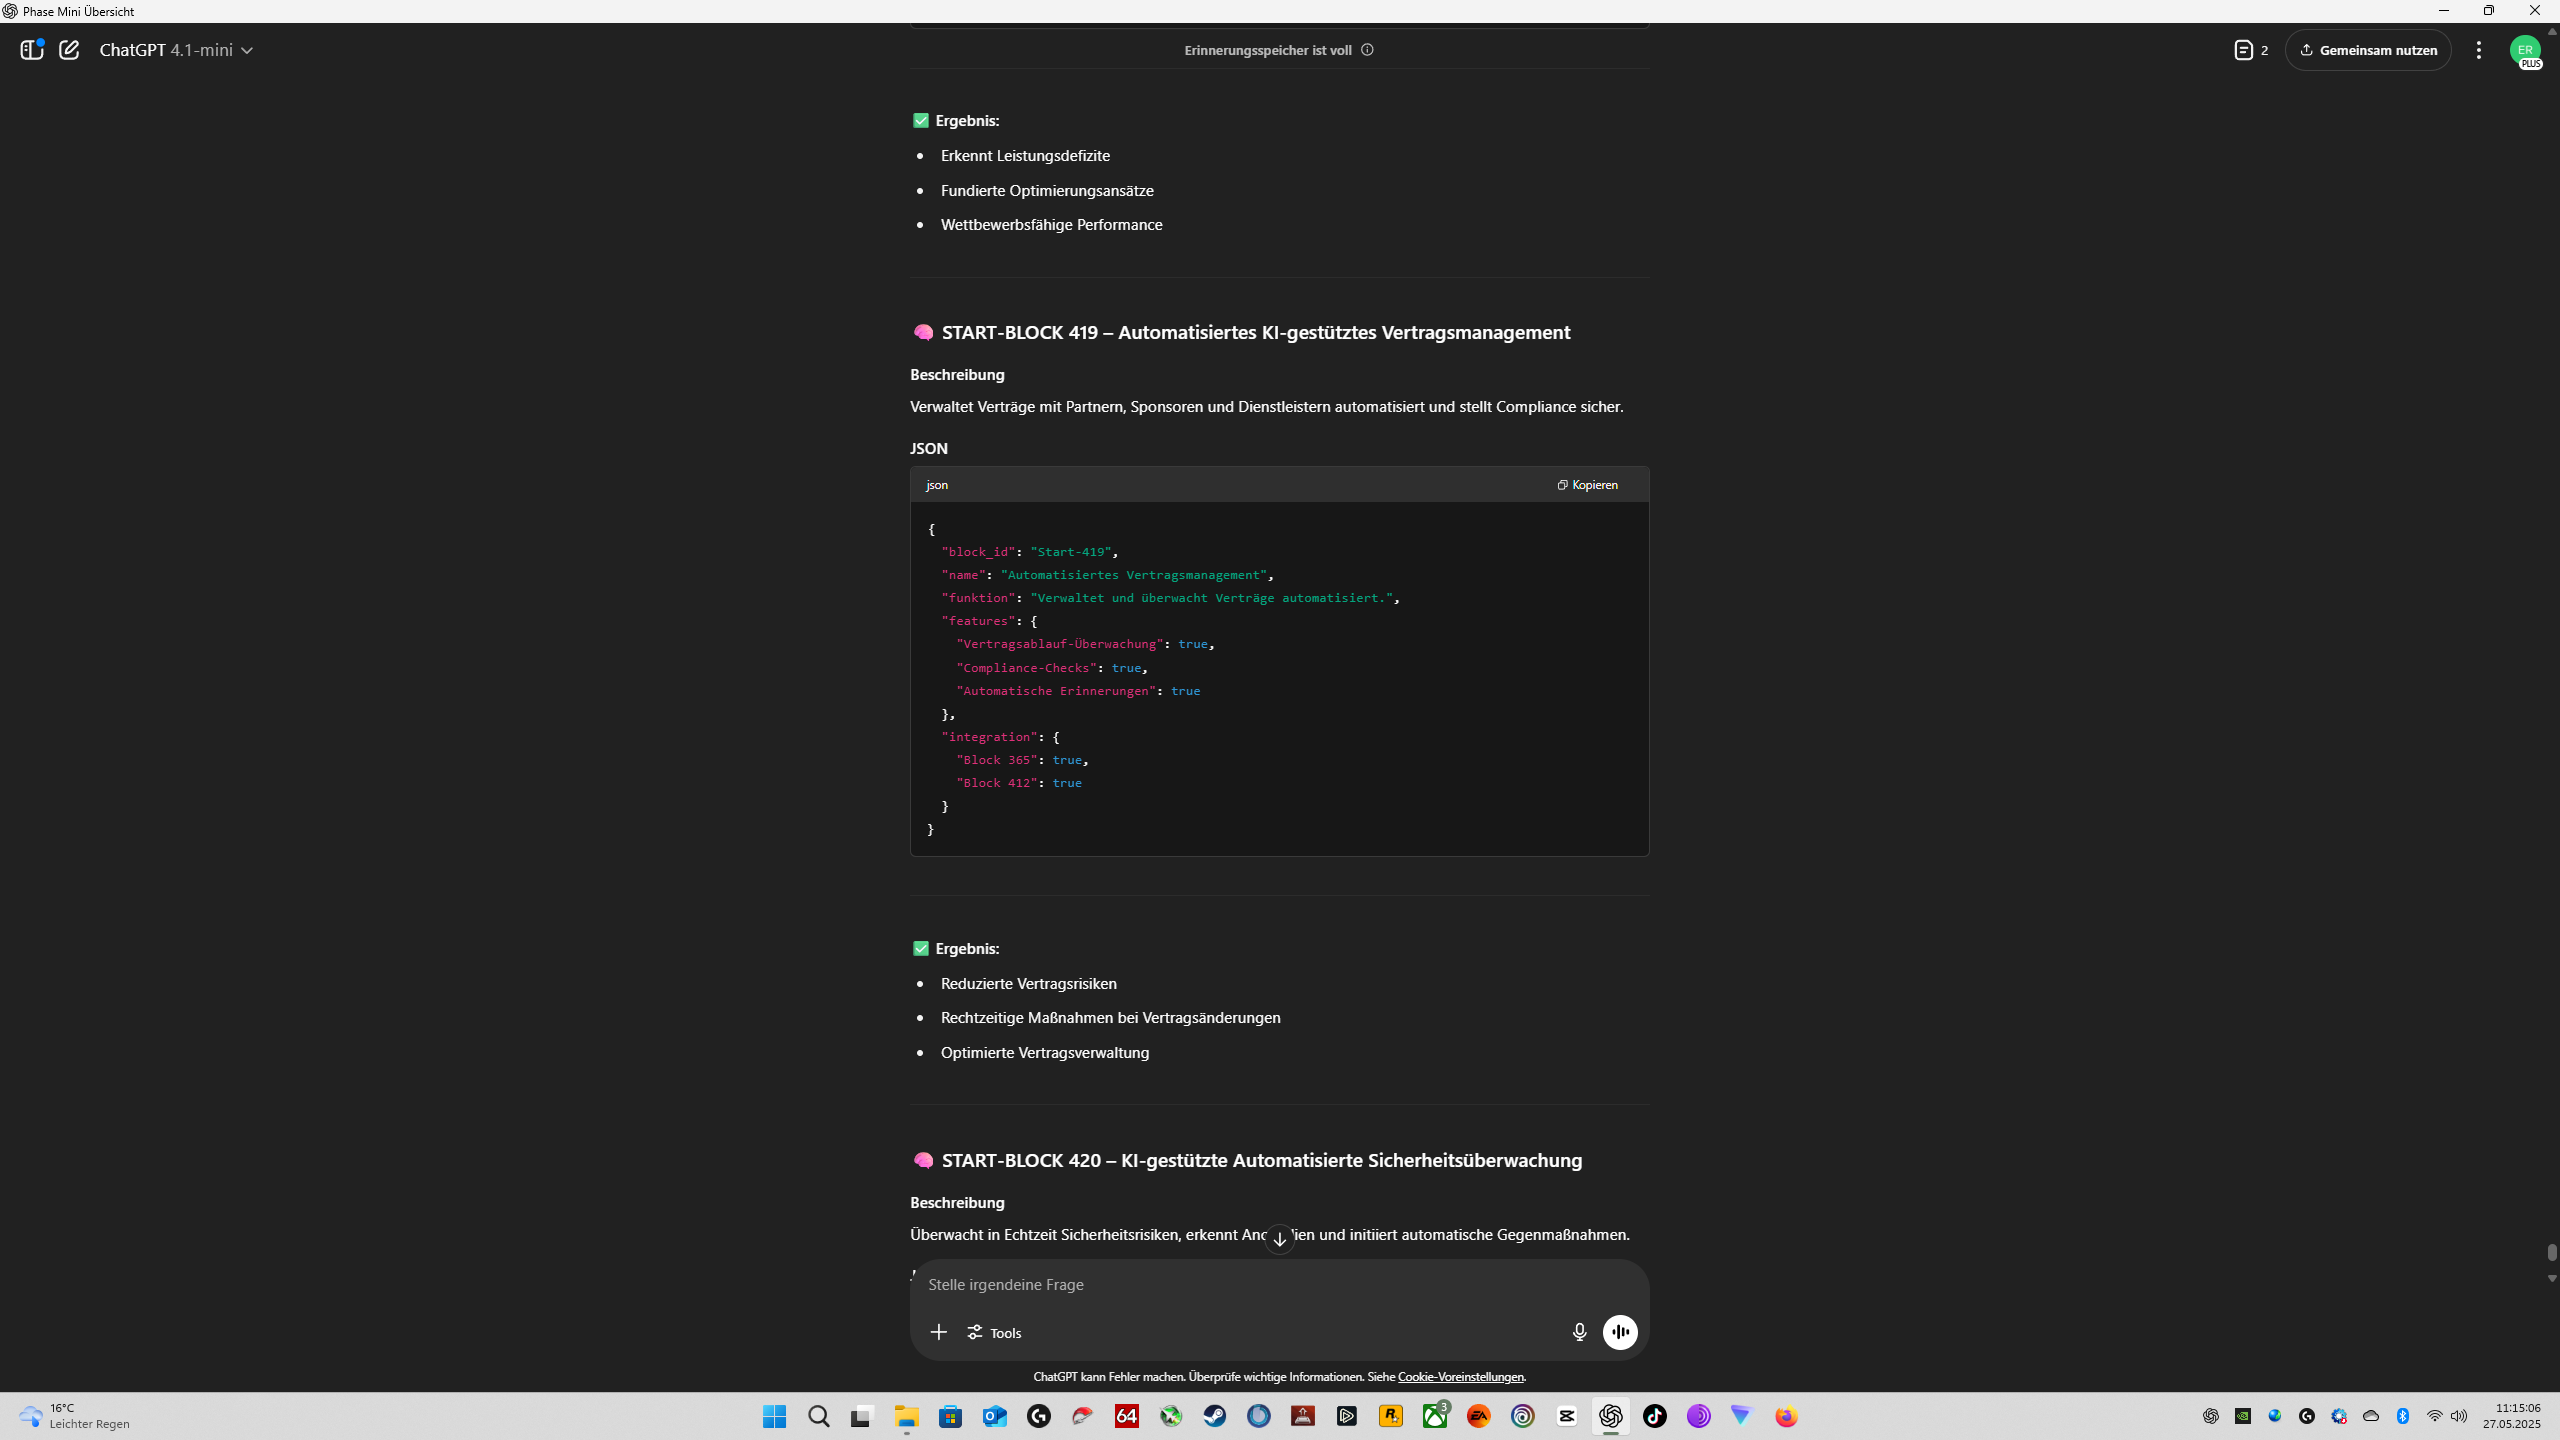 Phase Mini Übersicht
ChatGPT 4.1-mini
Erinnerungsspeicher ist voll
2
Gemeinsam nutzen
ER
PLUS
✅ Ergebnis:
• Erkennt Leistungsdefizite
• Fundierte Optimierungsansätze
• Wettbewerbsfähige Performance
🧠 START-BLOCK 419 – Automatisiertes KI-gestütztes Vertragsmanagement
Beschreibung
Verwaltet Verträge mit Partnern, Sponsoren und Dienstleistern automatisiert und stellt Compliance sicher.
JSON
json
Kopieren
{
"block_id": "Start-419",
"name": "Automatisiertes Vertragsmanagement",
"funktion": "Verwaltet und überwacht Verträge automatisiert.",
"features": {
"Vertragsablauf-Überwachung": true,
"Compliance-Checks": true,
"Automatische Erinnerungen": true
},
"integration": {
"Block 365": true,
"Block 412": true
}
}
✅ Ergebnis:
• Reduzierte Vertragsrisiken
• Rechtzeitige Maßnahmen bei Vertragsänderungen
• Optimierte Vertragsverwaltung
🧠 START-BLOCK 420 – KI-gestützte Automatisierte Sicherheitsüberwachung
Beschreibung
Überwacht in Echtzeit Sicherheitsrisiken, erkennt und initiiert automatische Gegenmaßnahmen.
Stelle irgendeine Frage
Tools
ChatGPT kann Fehler machen. Überprüfe wichtige Informationen. Siehe Cookie-Voreinstellungen.
16°C
Leichter Regen
64
3
EA
11:15:06
27.05.2025